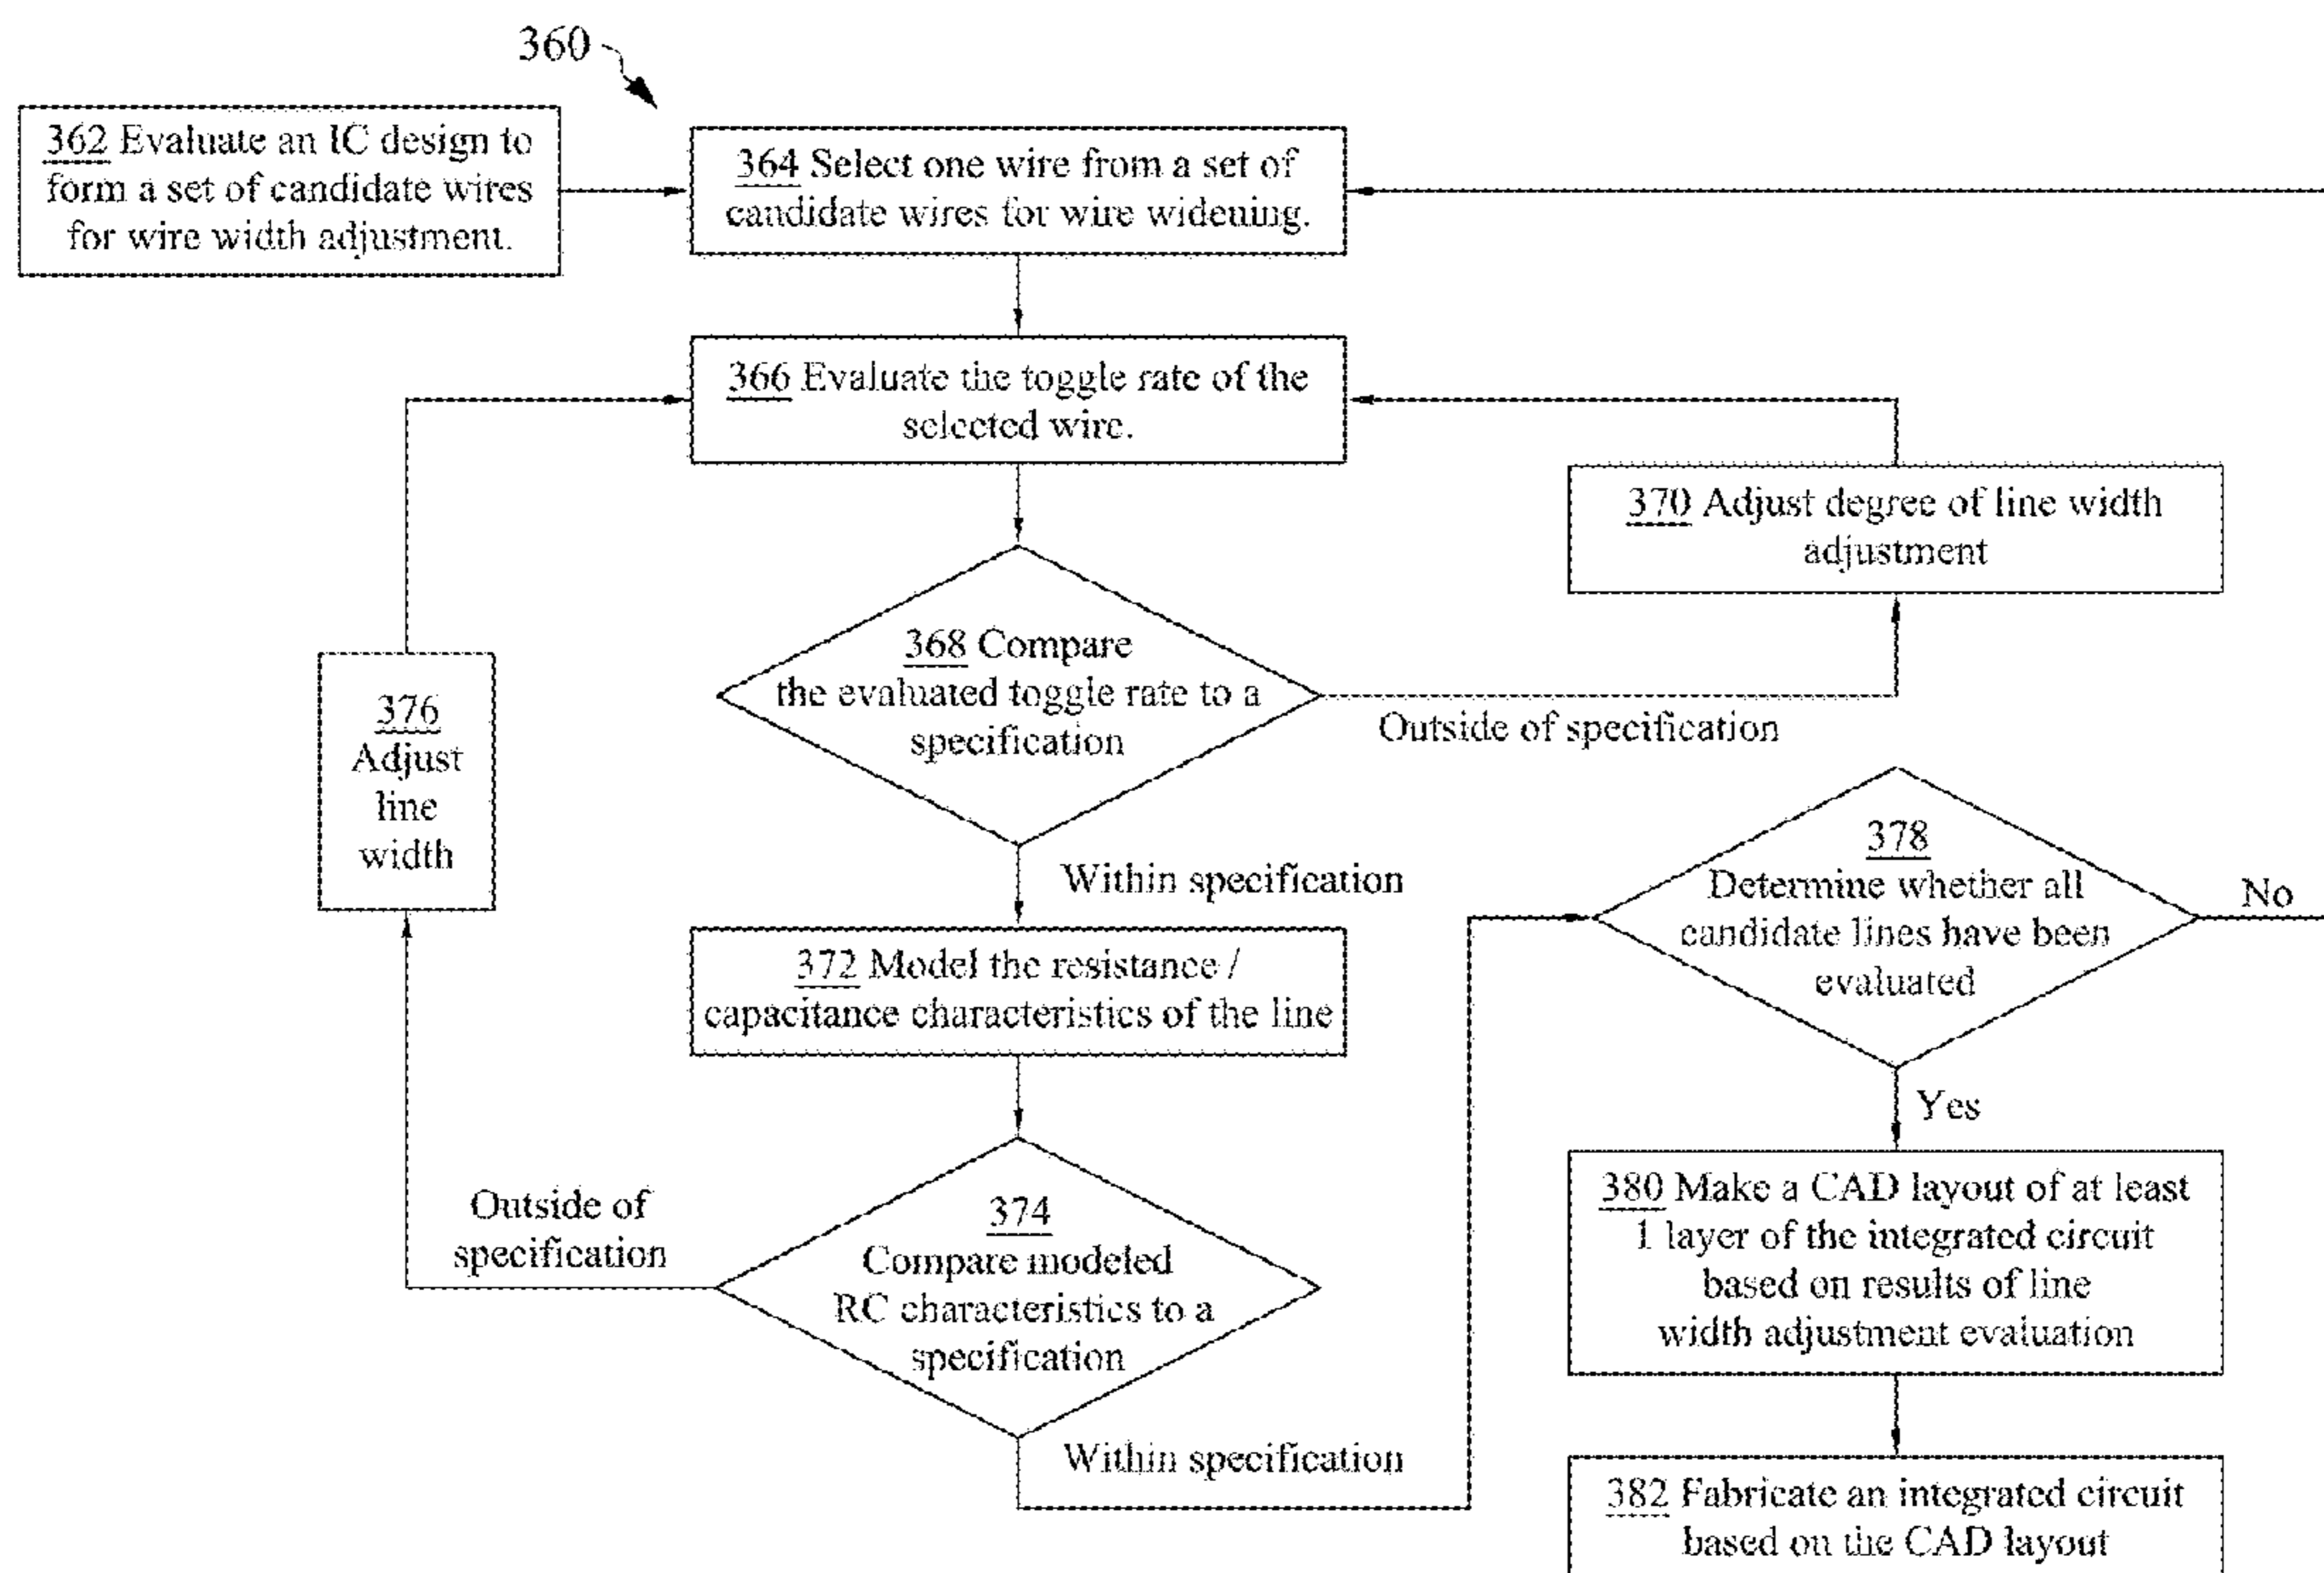 360
362 Evaluate an IC design to
form a set of candidate wires
for wire width adjustment.
364 Select one wire from a set of
candidate wires for wire widening.
366 Evaluate the toggle rate of the
selected wire.
370 Adjust degree of line width
adjustment
368 Compare
the evaluated toggle rate to a
specification
Outside of specification
376
Adjust
line
width
Within specification
378
Determine whether all
candidate lines have been
evaluated
No
372 Model the resistance /
capacitance characteristics of the line
Yes
Outside of
specification
374
Compare modeled
RC characteristics to a
specification
380 Make a CAD layout of at least
1 layer of the integrated circuit
based on results of line
width adjustment evaluation
Within specification
382 Fabricate an integrated circuit
based on the CAD layout